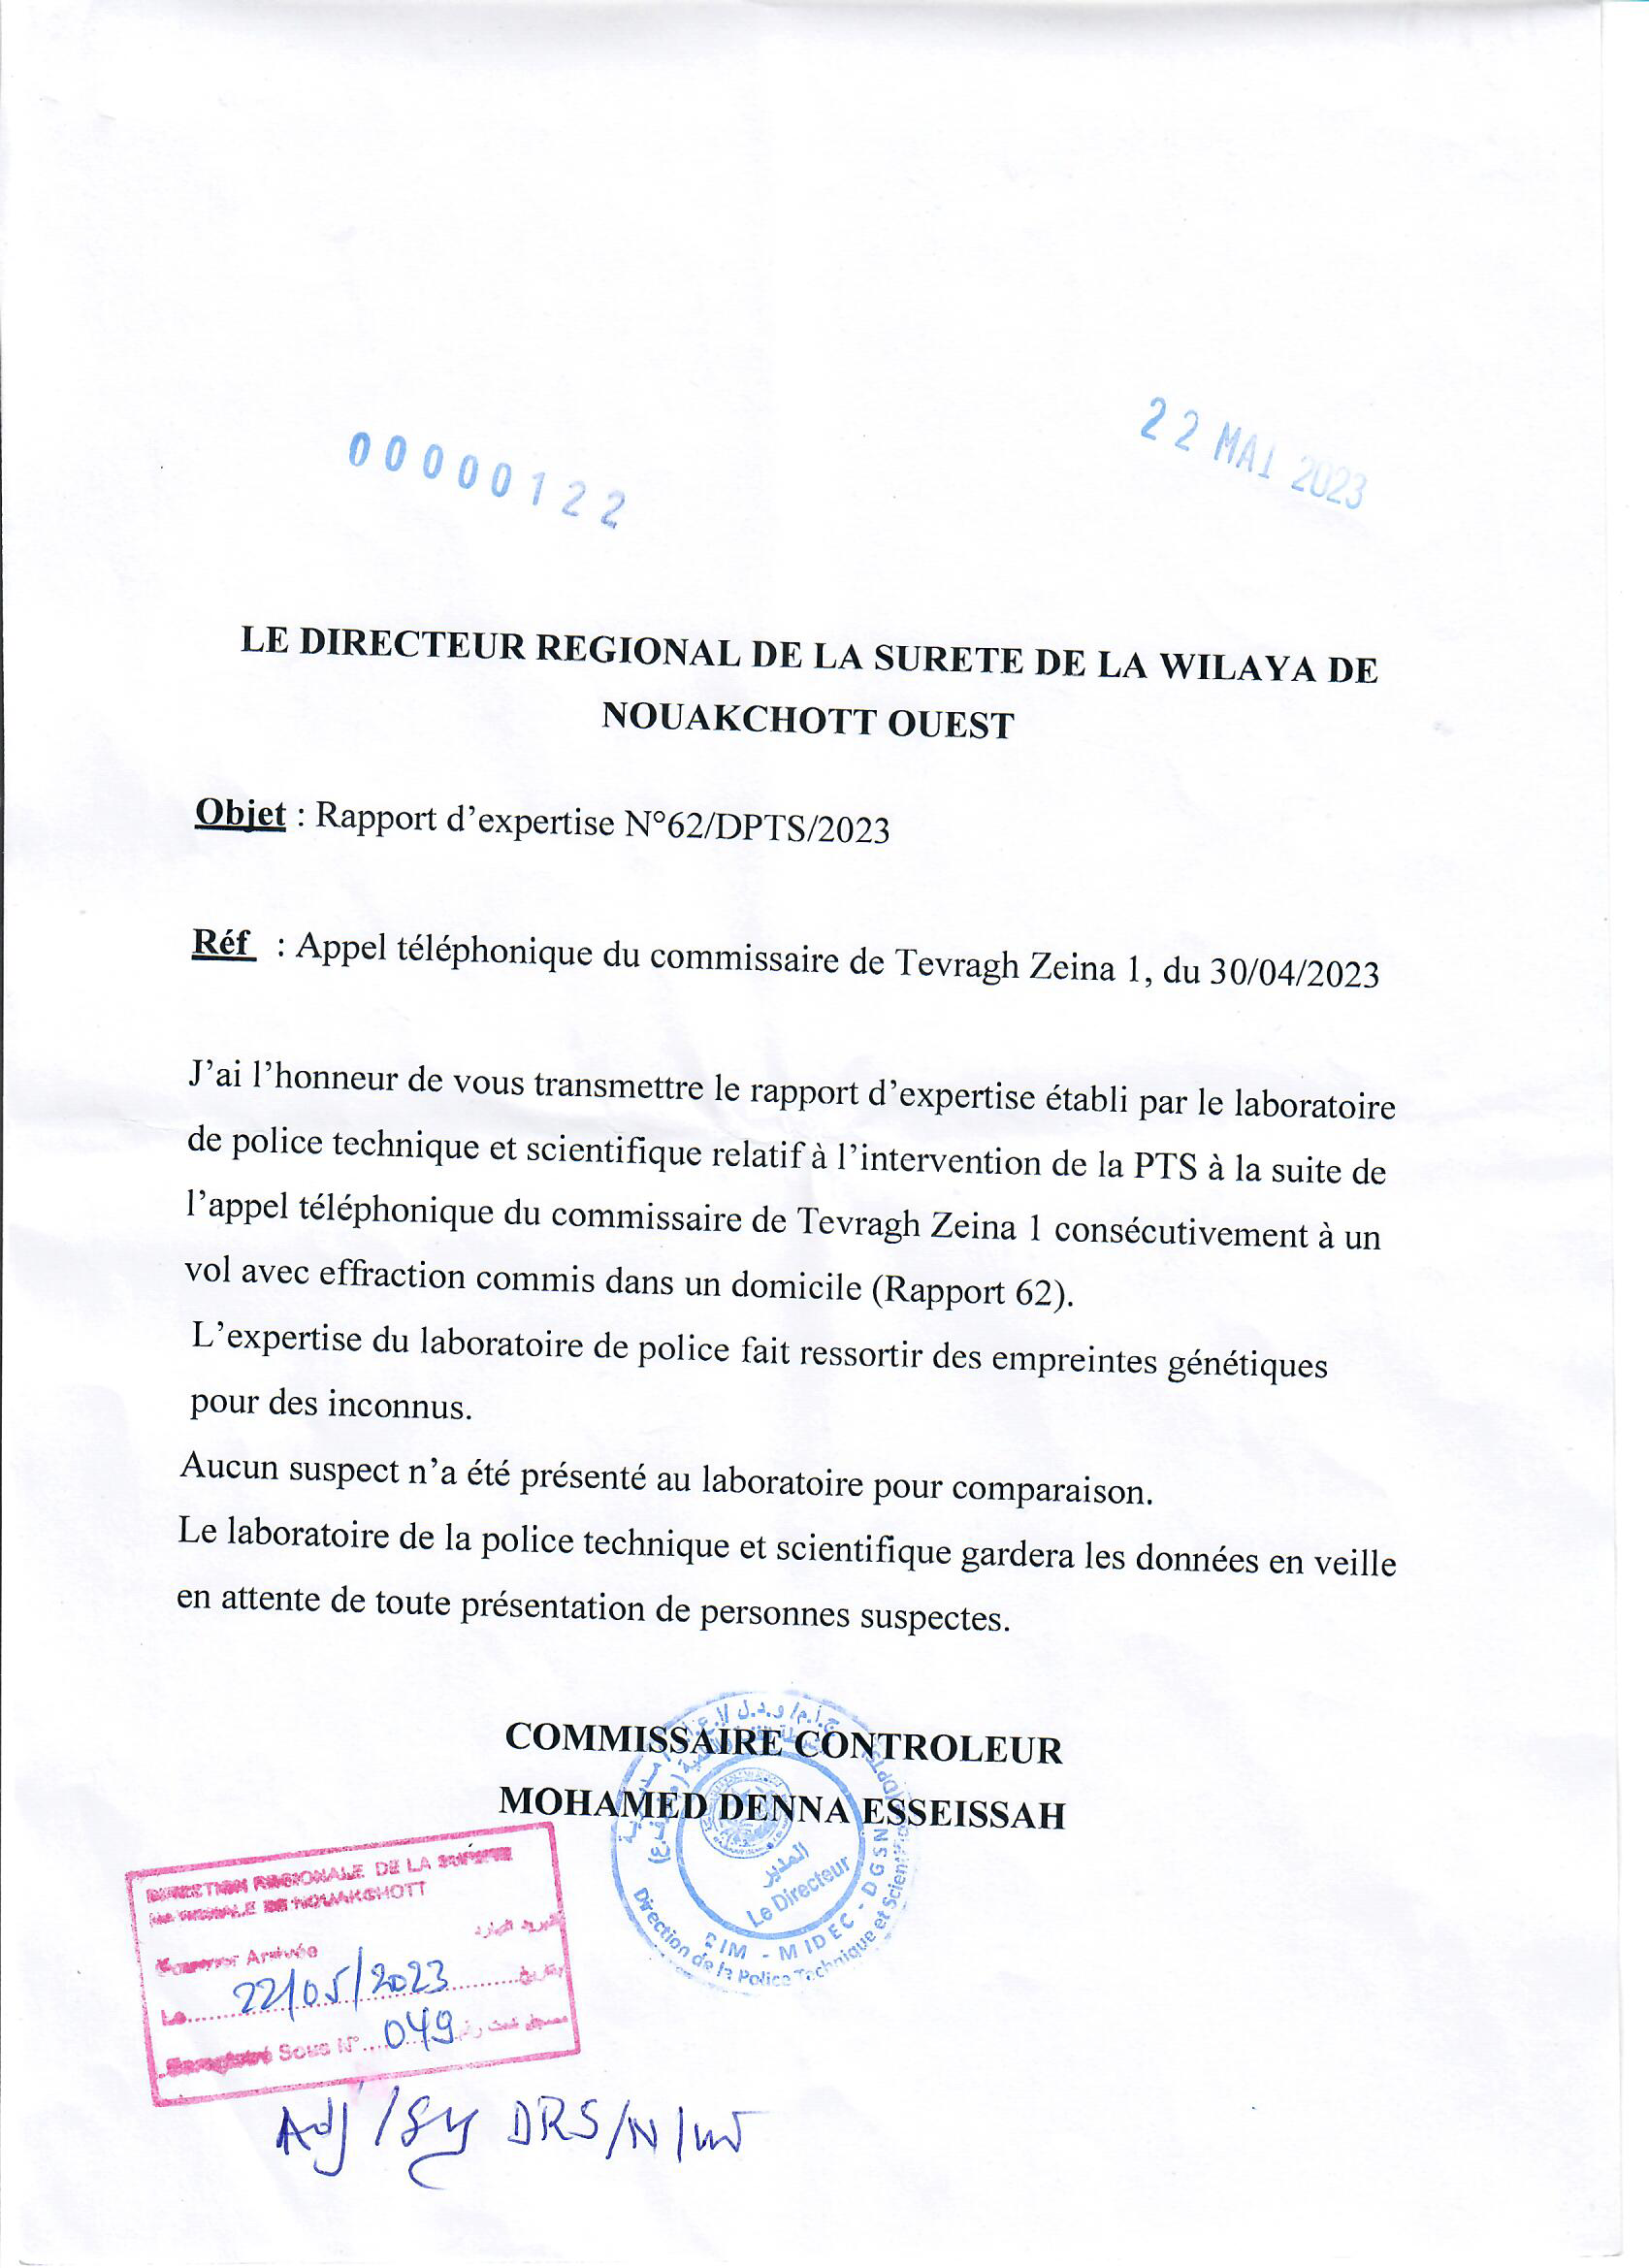 00000122
22 MAI 2023
LE DIRECTEUR REGIONAL DE LA SURETE DE LA WILAYA DE
NOUAKCHOTT OUEST
Objet : Rapport d’expertise N°62/DPTS/2023
Réf : Appel téléphonique du commissaire de Tevragh Zeina 1, du 30/04/2023
J’ai l’honneur de vous transmettre le rapport d’expertise établi par le laboratoire
de police technique et scientifique relatif à l’intervention de la PTS à la suite de
l’appel téléphonique du commissaire de Tevragh Zeina 1 consécutivement à un
vol avec effraction commis dans un domicile (Rapport 62).
L’expertise du laboratoire de police fait ressortir des empreintes génétiques
pour des inconnus.
Aucun suspect n’a été présenté au laboratoire pour comparaison.
Le laboratoire de la police technique et scientifique gardera les données en veille
en attente de toute présentation de personnes suspectes.
COMMISSAIRE CONTROLEUR
MOHAMED DENNA ESSEISSAH
المدير
Le Directeur
RIM - MIDEC - DGSN
Direction de la Police Technique et Scientifique
DIRECTION REGIONALE DE LA SURETE
DE NOUAKCHOTT
Courrier Arrivée البريد الوارد
Le 22/05/2023
Enregistré Sous N° 049 مسجل تحت رقم
Adj / DRS/N/